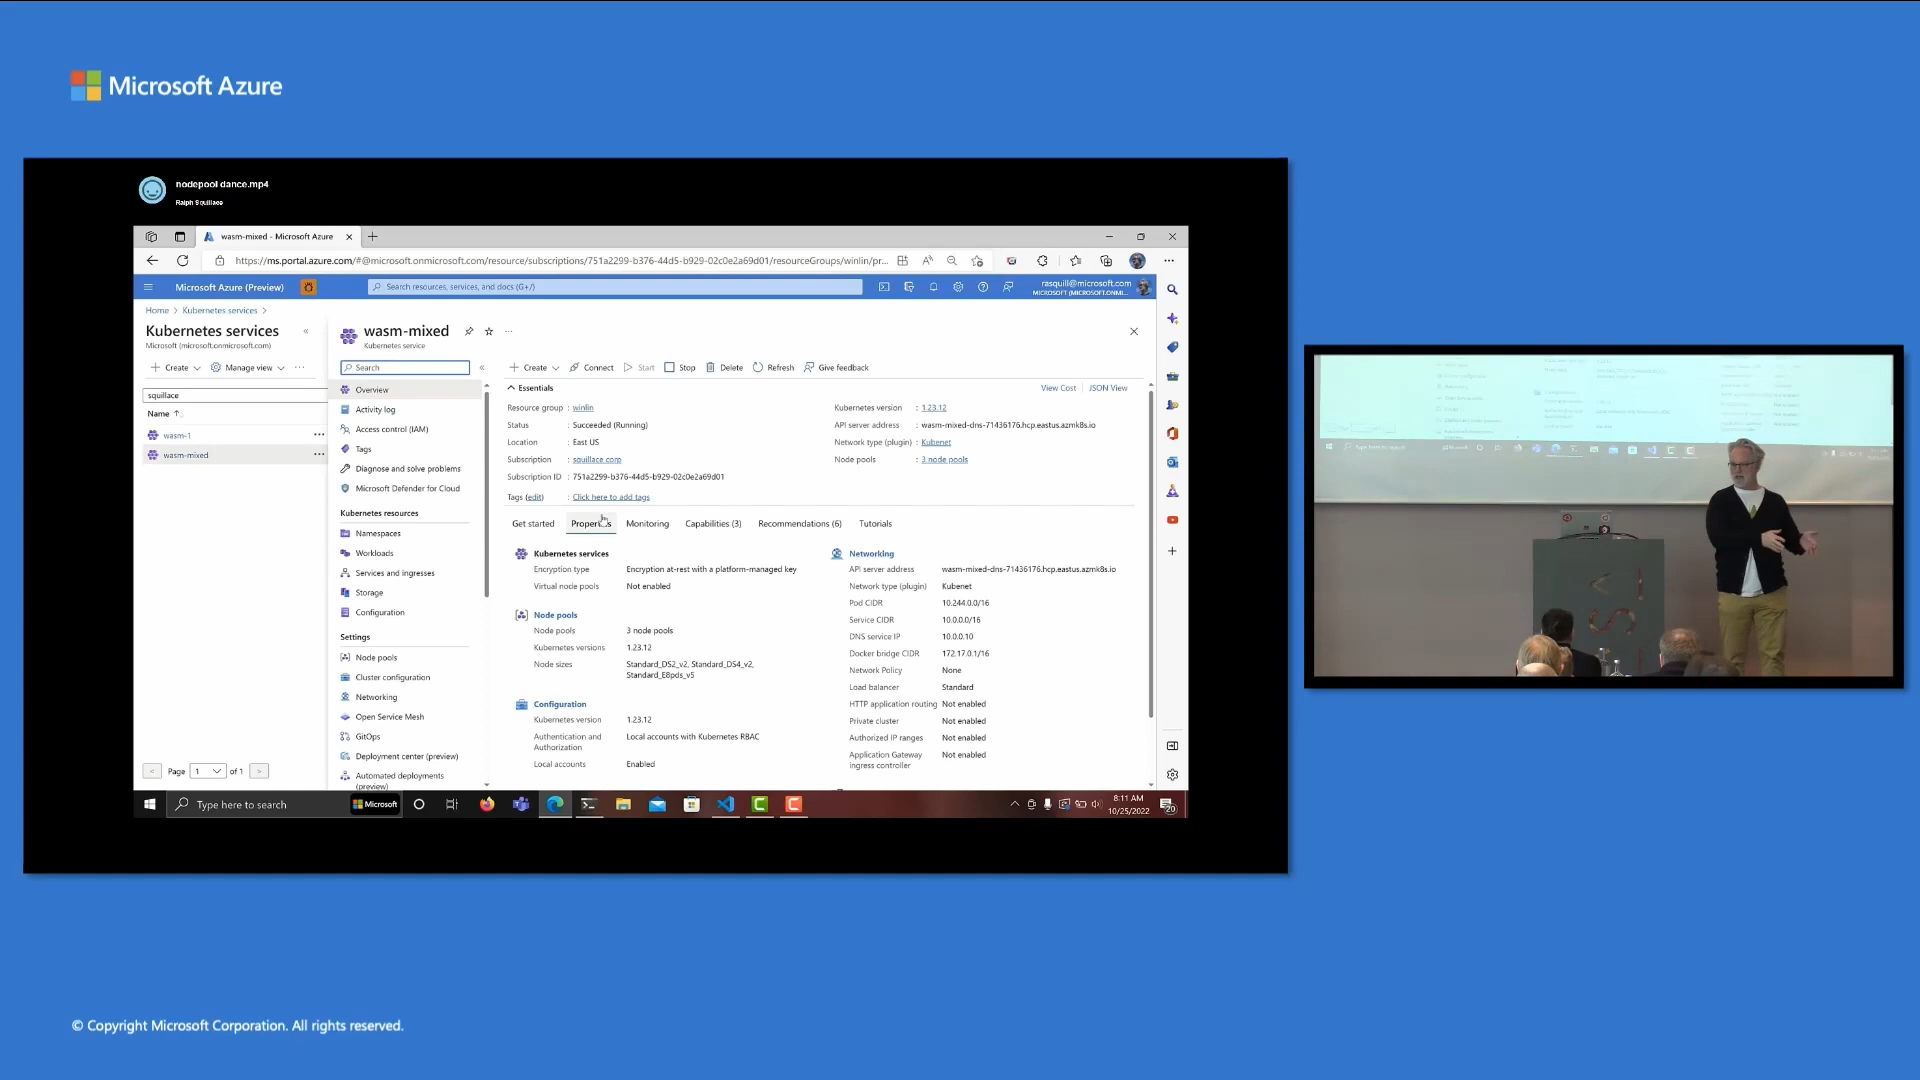 Microsoft Azure
nodepool dance.mp4
Ralph Squillace
wasm-mixed - Microsoft Azure
https://ms.portal.azure.com/#@microsoft.onmicrosoft.com/resource/subscriptions/751a2299-b376-44d5-b929-02c0e2a69d01/resourceGroups/winlin/pr...
Microsoft Azure (Preview)
Search resources, services, and docs (G+/)
rasquill@microsoft.com
MICROSOFT (MICROSOFT.ONMI...
Home > Kubernetes services >
Kubernetes services
Microsoft (microsoft.onmicrosoft.com)
Create
Manage view
squillace
Name
wasm-1
wasm-mixed
Page 1 of 1
wasm-mixed
Kubernetes service
Search
Overview
Activity log
Access control (IAM)
Tags
Diagnose and solve problems
Microsoft Defender for Cloud
Kubernetes resources
Namespaces
Workloads
Services and ingresses
Storage
Configuration
Settings
Node pools
Cluster configuration
Networking
Open Service Mesh
GitOps
Deployment center (preview)
Automated deployments
(preview)
Create
Connect
Start
Stop
Delete
Refresh
Give feedback
Essentials
View Cost
JSON View
Resource group : winlin
Status : Succeeded (Running)
Location : East US
Subscription : squillace.corp
Subscription ID : 751a2299-b376-44d5-b929-02c0e2a69d01
Tags (edit) : Click here to add tags
Kubernetes version : 1.23.12
API server address : wasm-mixed-dns-71436176.hcp.eastus.azmk8s.io
Network type (plugin) : Kubenet
Node pools : 3 node pools
Get started
Properties
Monitoring
Capabilities (3)
Recommendations (6)
Tutorials
Kubernetes services
Encryption type Encryption at-rest with a platform-managed key
Virtual node pools Not enabled
Node pools
Node pools 3 node pools
Kubernetes versions 1.23.12
Node sizes Standard_DS2_v2, Standard_DS4_v2,
Standard_E8pds_v5
Configuration
Kubernetes version 1.23.12
Authentication and
Authorization
Local accounts with Kubernetes RBAC
Local accounts Enabled
Networking
API server address wasm-mixed-dns-71436176.hcp.eastus.azmk8s.io
Network type (plugin) Kubenet
Pod CIDR 10.244.0.0/16
Service CIDR 10.0.0.0/16
DNS service IP 10.0.0.10
Docker bridge CIDR 172.17.0.1/16
Network Policy None
Load balancer Standard
HTTP application routing Not enabled
Private cluster Not enabled
Authorized IP ranges Not enabled
Application Gateway
ingress controller
Not enabled
Type here to search
Microsoft
8:11 AM
10/25/2022
20
© Copyright Microsoft Corporation. All rights reserved.